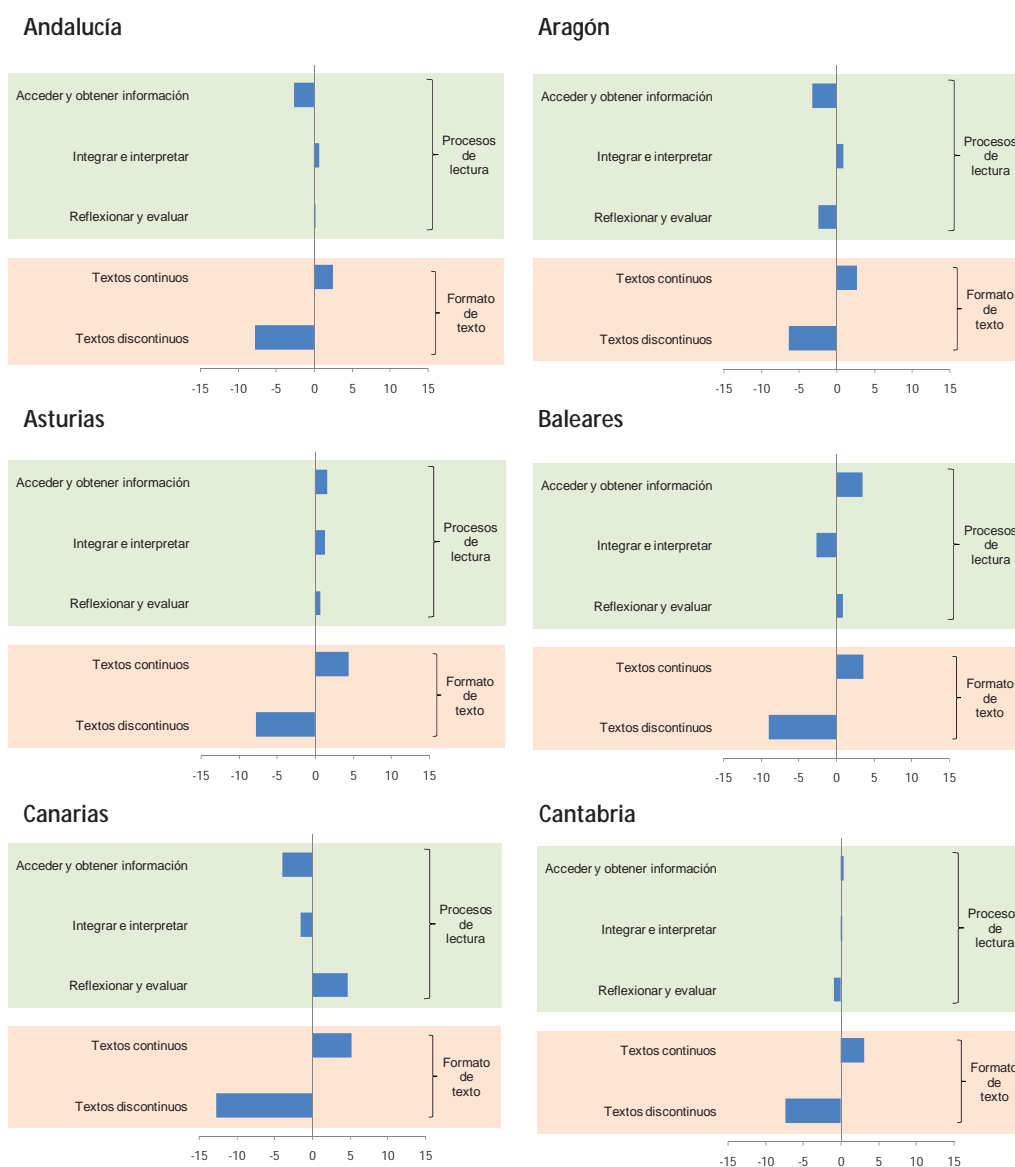 Andalucía
Acceder y obtener información
Integrar e interpretar
Reflexionar y evaluar
Procesos
de
lectura
Textos continuos
Textos discontinuos
Formato
de
texto
-15 -10 -5 0 5 10 15
Aragón
Acceder y obtener información
Integrar e interpretar
Reflexionar y evaluar
Procesos
de
lectura
Textos continuos
Textos discontinuos
Formato
de
texto
-15 -10 -5 0 5 10 15
Asturias
Acceder y obtener información
Integrar e interpretar
Reflexionar y evaluar
Procesos
de
lectura
Textos continuos
Textos discontinuos
Formato
de
texto
-15 -10 -5 0 5 10 15
Baleares
Acceder y obtener información
Integrar e interpretar
Reflexionar y evaluar
Procesos
de
lectura
Textos continuos
Textos discontinuos
Formato
de
texto
-15 -10 -5 0 5 10 15
Canarias
Acceder y obtener información
Integrar e interpretar
Reflexionar y evaluar
Procesos
de
lectura
Textos continuos
Textos discontinuos
Formato
de
texto
-15 -10 -5 0 5 10 15
Cantabria
Acceder y obtener información
Integrar e interpretar
Reflexionar y evaluar
Proceso
de
lectura
Textos continuos
Textos discontinuos
Formato
de
texto
-15 -10 -5 0 5 10 15